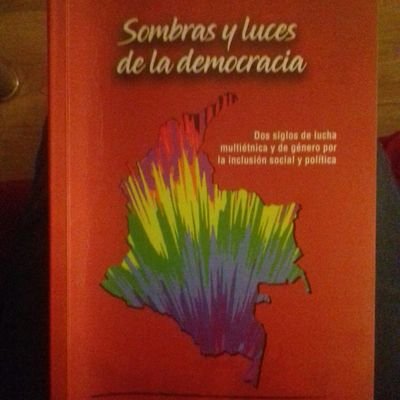 Sombras y luces
de la democracia
Dos siglos de lucha
multiétnica y de género por
la inclusión social y política